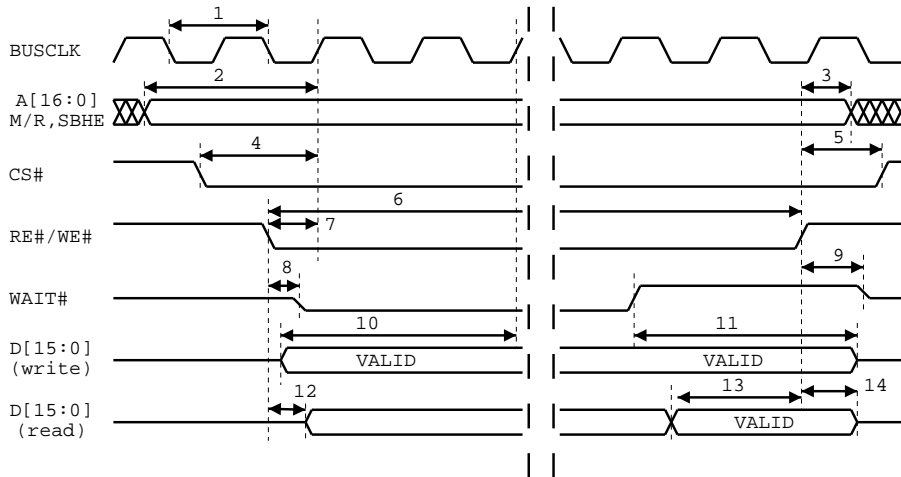 1
BUSCLK
2
3
A[16:0]
M/R,SBHE
4
5
CS#
6
7
RE#/WE#
8
9
WAIT#
10
11
D[15:0]
(write)
VALID
VALID
12
13
14
D[15:0]
(read)
VALID